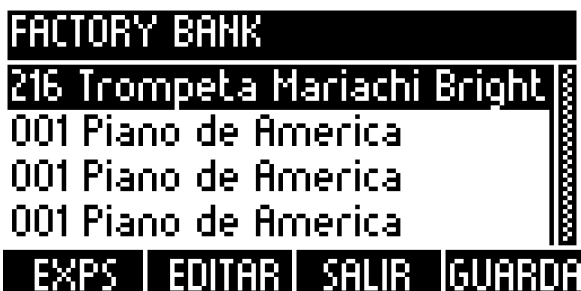 FACTORY BANK
216 Trompeta Mariachi Bright
001 Piano de America
001 Piano de America
001 Piano de America
EXPS EDITAR SALIR GUARDA